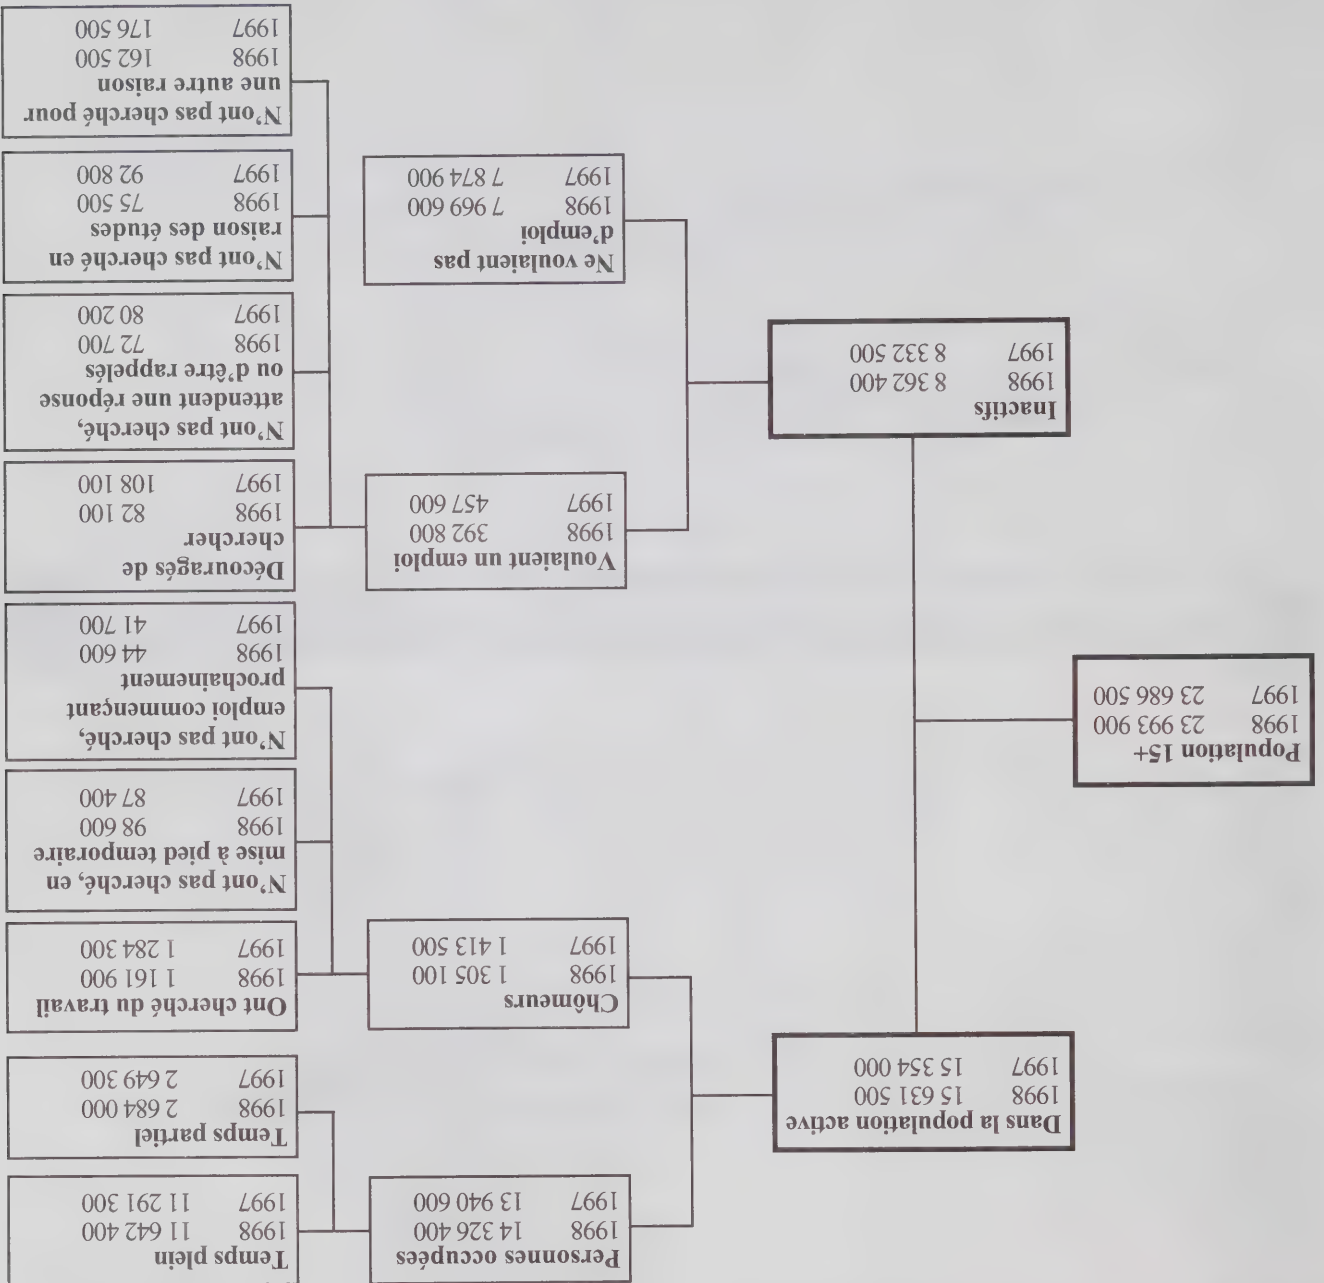 Population 15+
1998 23 993 900
1997 23 686 500
Dans la population active
1998 15 631 500
1997 15 354 000
Inactifs
1998 8 362 400
1997 8 332 500
Personnes occupées
1998 14 326 400
1997 13 940 600
Chômeurs
1998 1 305 100
1997 1 413 500
Voulaient un emploi
1998 392 800
1997 457 600
Ne voulaient pas
d'emploi
1998 7 969 600
1997 7 874 900
Temps plein
1998 11 642 400
1997 11 291 300
Temps partiel
1998 2 684 000
1997 2 649 300
Ont cherché du travail
1998 1 161 900
1997 1 284 300
N'ont pas cherché, en
mise à pied temporaire
1998 98 600
1997 87 400
N'ont pas cherché,
emploi commençant
prochainement
1998 44 600
1997 41 700
Découragés de
chercher
1998 82 100
1997 108 100
N'ont pas cherché,
attendent une réponse
ou d'être rappelés
1998 72 700
1997 80 200
N'ont pas cherché en
raison des études
1998 75 500
1997 92 800
N'ont pas cherché pour
une autre raison
1998 162 500
1997 176 500